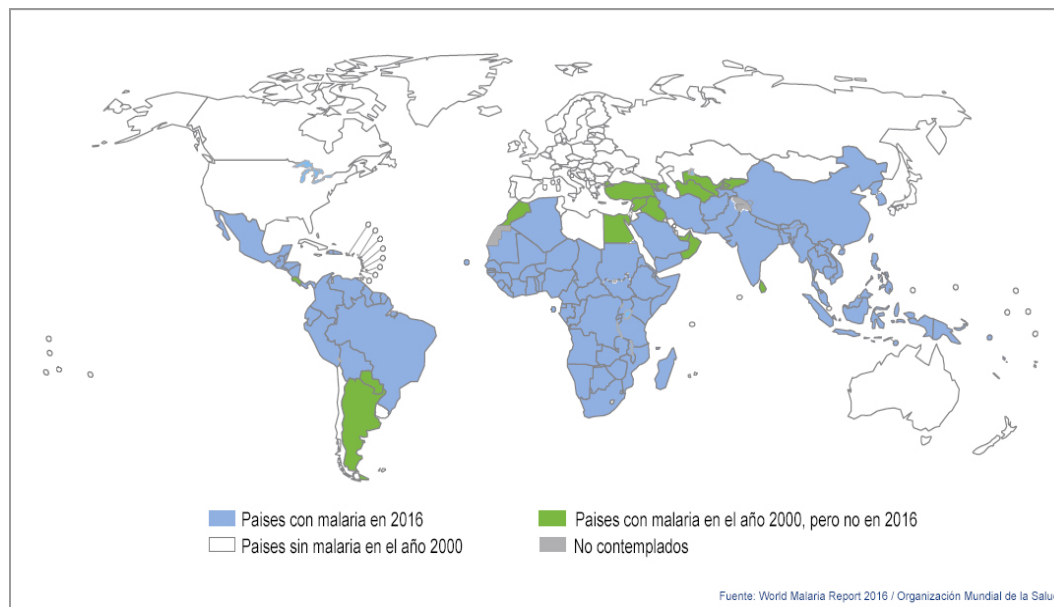 Paises con malaria en 2016
Paises con malaria en el año 2000, pero no en 2016
Paises sin malaria en el año 2000
No contemplados
Fuente: World Malaria Report 2016 / Organización Mundial de la Salud